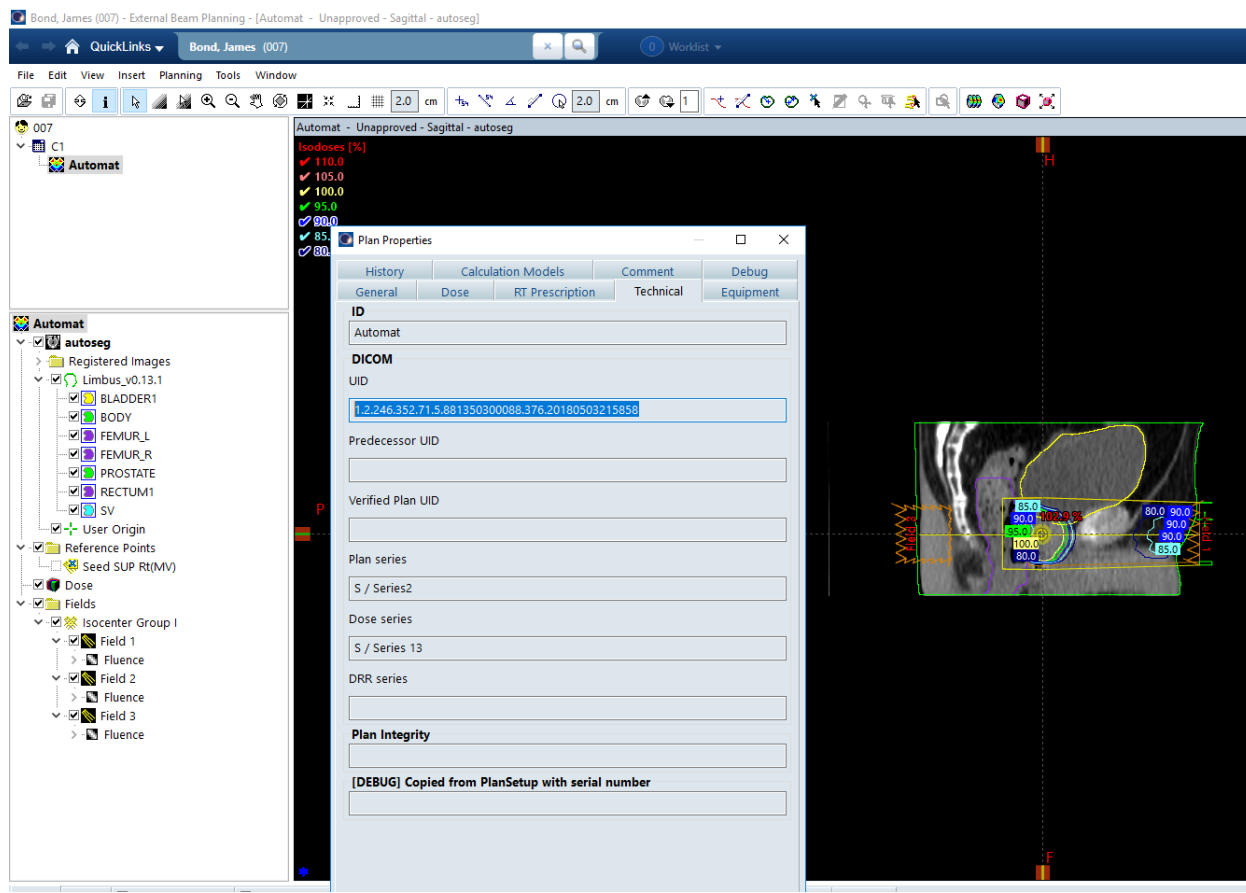 Bond, James (007) - External Beam Planning - [Automat - Unapproved - Sagittal - autoseg]
QuickLinks Bond, James (007) × 0 Worklist
File Edit View Insert Planning Tools Window
2.0 cm 2.0 cm 1
007
C1
Automat
Automat
autoseg
Registered Images
Limbus_v0.13.1
BLADDER1
BODY
FEMUR_L
FEMUR_R
PROSTATE
RECTUM1
SV
User Origin
Reference Points
Seed SUP Rt(MV)
Dose
Fields
Isocenter Group I
Field 1
Fluence
Field 2
Fluence
Field 3
Fluence
Automat - Unapproved - Sagittal - autoseg
Isodoses [%]
110.0
105.0
100.0
95.0
90.0
85.
80.
Plan Properties
History Calculation Models Comment Debug
General Dose RT Prescription Technical Equipment
ID
Automat
DICOM
UID
1.2.246.352.71.5.881350300088.376.20180503215858
Predecessor UID
Verified Plan UID
Plan series
S / Series2
Dose series
S / Series 13
DRR series
Plan Integrity
[DEBUG] Copied from PlanSetup with serial number
H
P
F
85.0
90.0
95.0
100.0
80.0
80.0 90.0
90.0
90.0
85.0
Field 3
Field 1